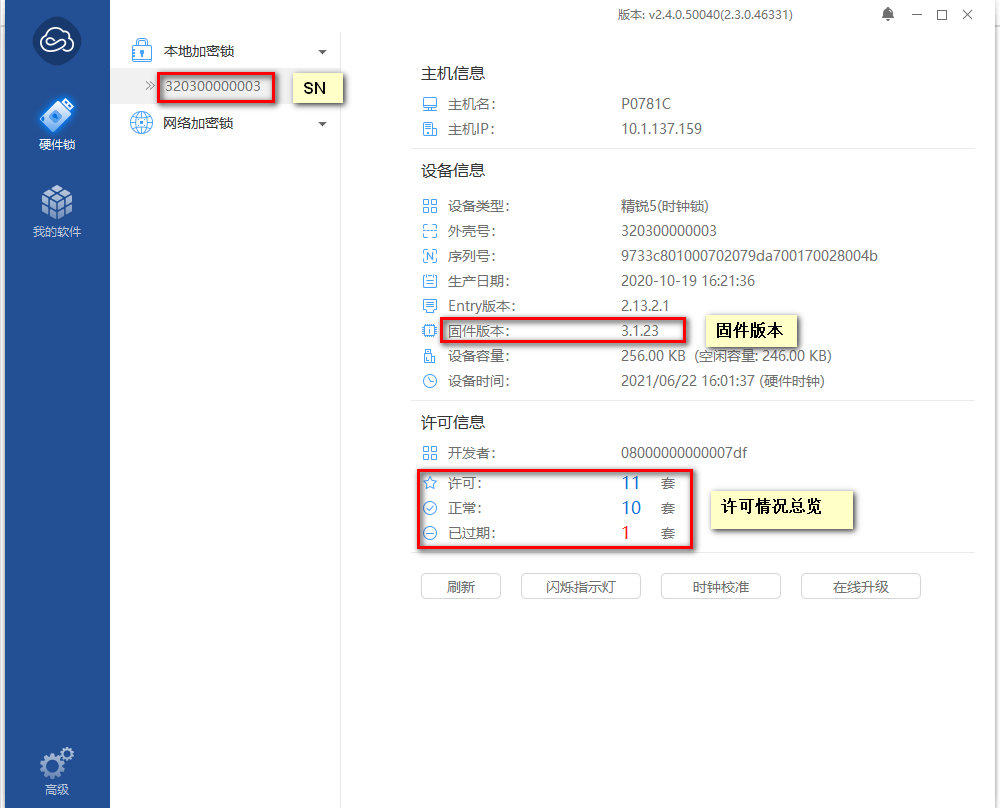 版本: v2.4.0.50040(2.3.0.46331)
硬件锁
我的软件
高级
本地加密锁
320300000003
SN
网络加密锁
主机信息
主机名: P0781C
主机IP: 10.1.137.159
设备信息
设备类型: 精锐5(时钟锁)
外壳号: 320300000003
序列号: 9733c801000702079da700170028004b
生产日期: 2020-10-19 16:21:36
Entry版本: 2.13.2.1
固件版本: 3.1.23 固件版本
设备容量: 256.00 KB (空闲容量: 246.00 KB)
设备时间: 2021/06/22 16:01:37 (硬件时钟)
许可信息
开发者: 08000000000007df
许可: 11 套
正常: 10 套
已过期: 1 套
许可情况总览
刷新 闪烁指示灯 时钟校准 在线升级